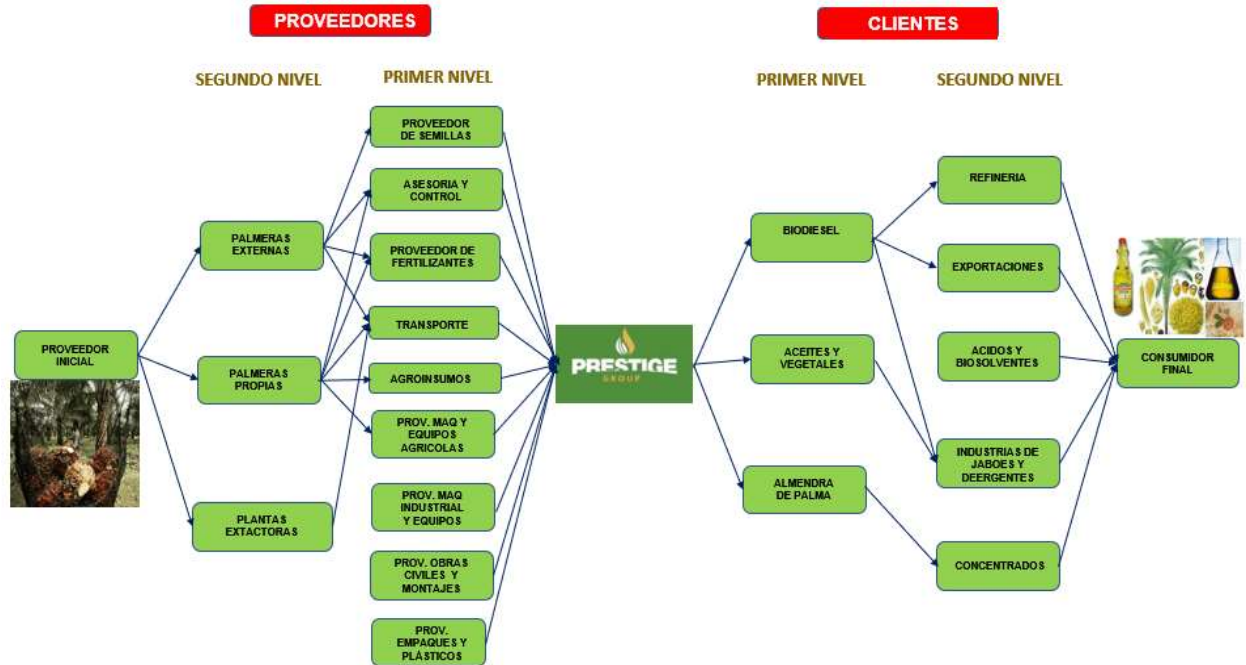 PROVEEDORES
CLIENTES
SEGUNDO NIVEL
PRIMER NIVEL
PRIMER NIVEL
SEGUNDO NIVEL
PROVEEDOR
INICIAL
PALMERAS
EXTERNAS
PALMERAS
PROPIAS
PLANTAS
EXTACTORAS
PROVEEDOR
DE SEMILLAS
ASESORIA Y
CONTROL
PROVEEDOR DE
FERTILIZANTES
TRANSPORTE
AGROINSUMOS
PROV. MAQ Y
EQUIPOS
AGRICOLAS
PROV. MAQ
INDUSTRIAL
Y EQUIPOS
PROV. OBRAS
CIVILES Y
MONTAJES
PROV.
EMPAQUES Y
PLÁSTICOS
PRESTIGE
GROUP
BIODIESEL
ACEITES Y
VEGETALES
ALMENDRA
DE PALMA
REFINERIA
EXPORTACIONES
ACIDOS Y
BIOSOLVENTES
INDUSTRIAS DE
JABOES Y
DEERGENTES
CONCENTRADOS
CONSUMIDOR
FINAL